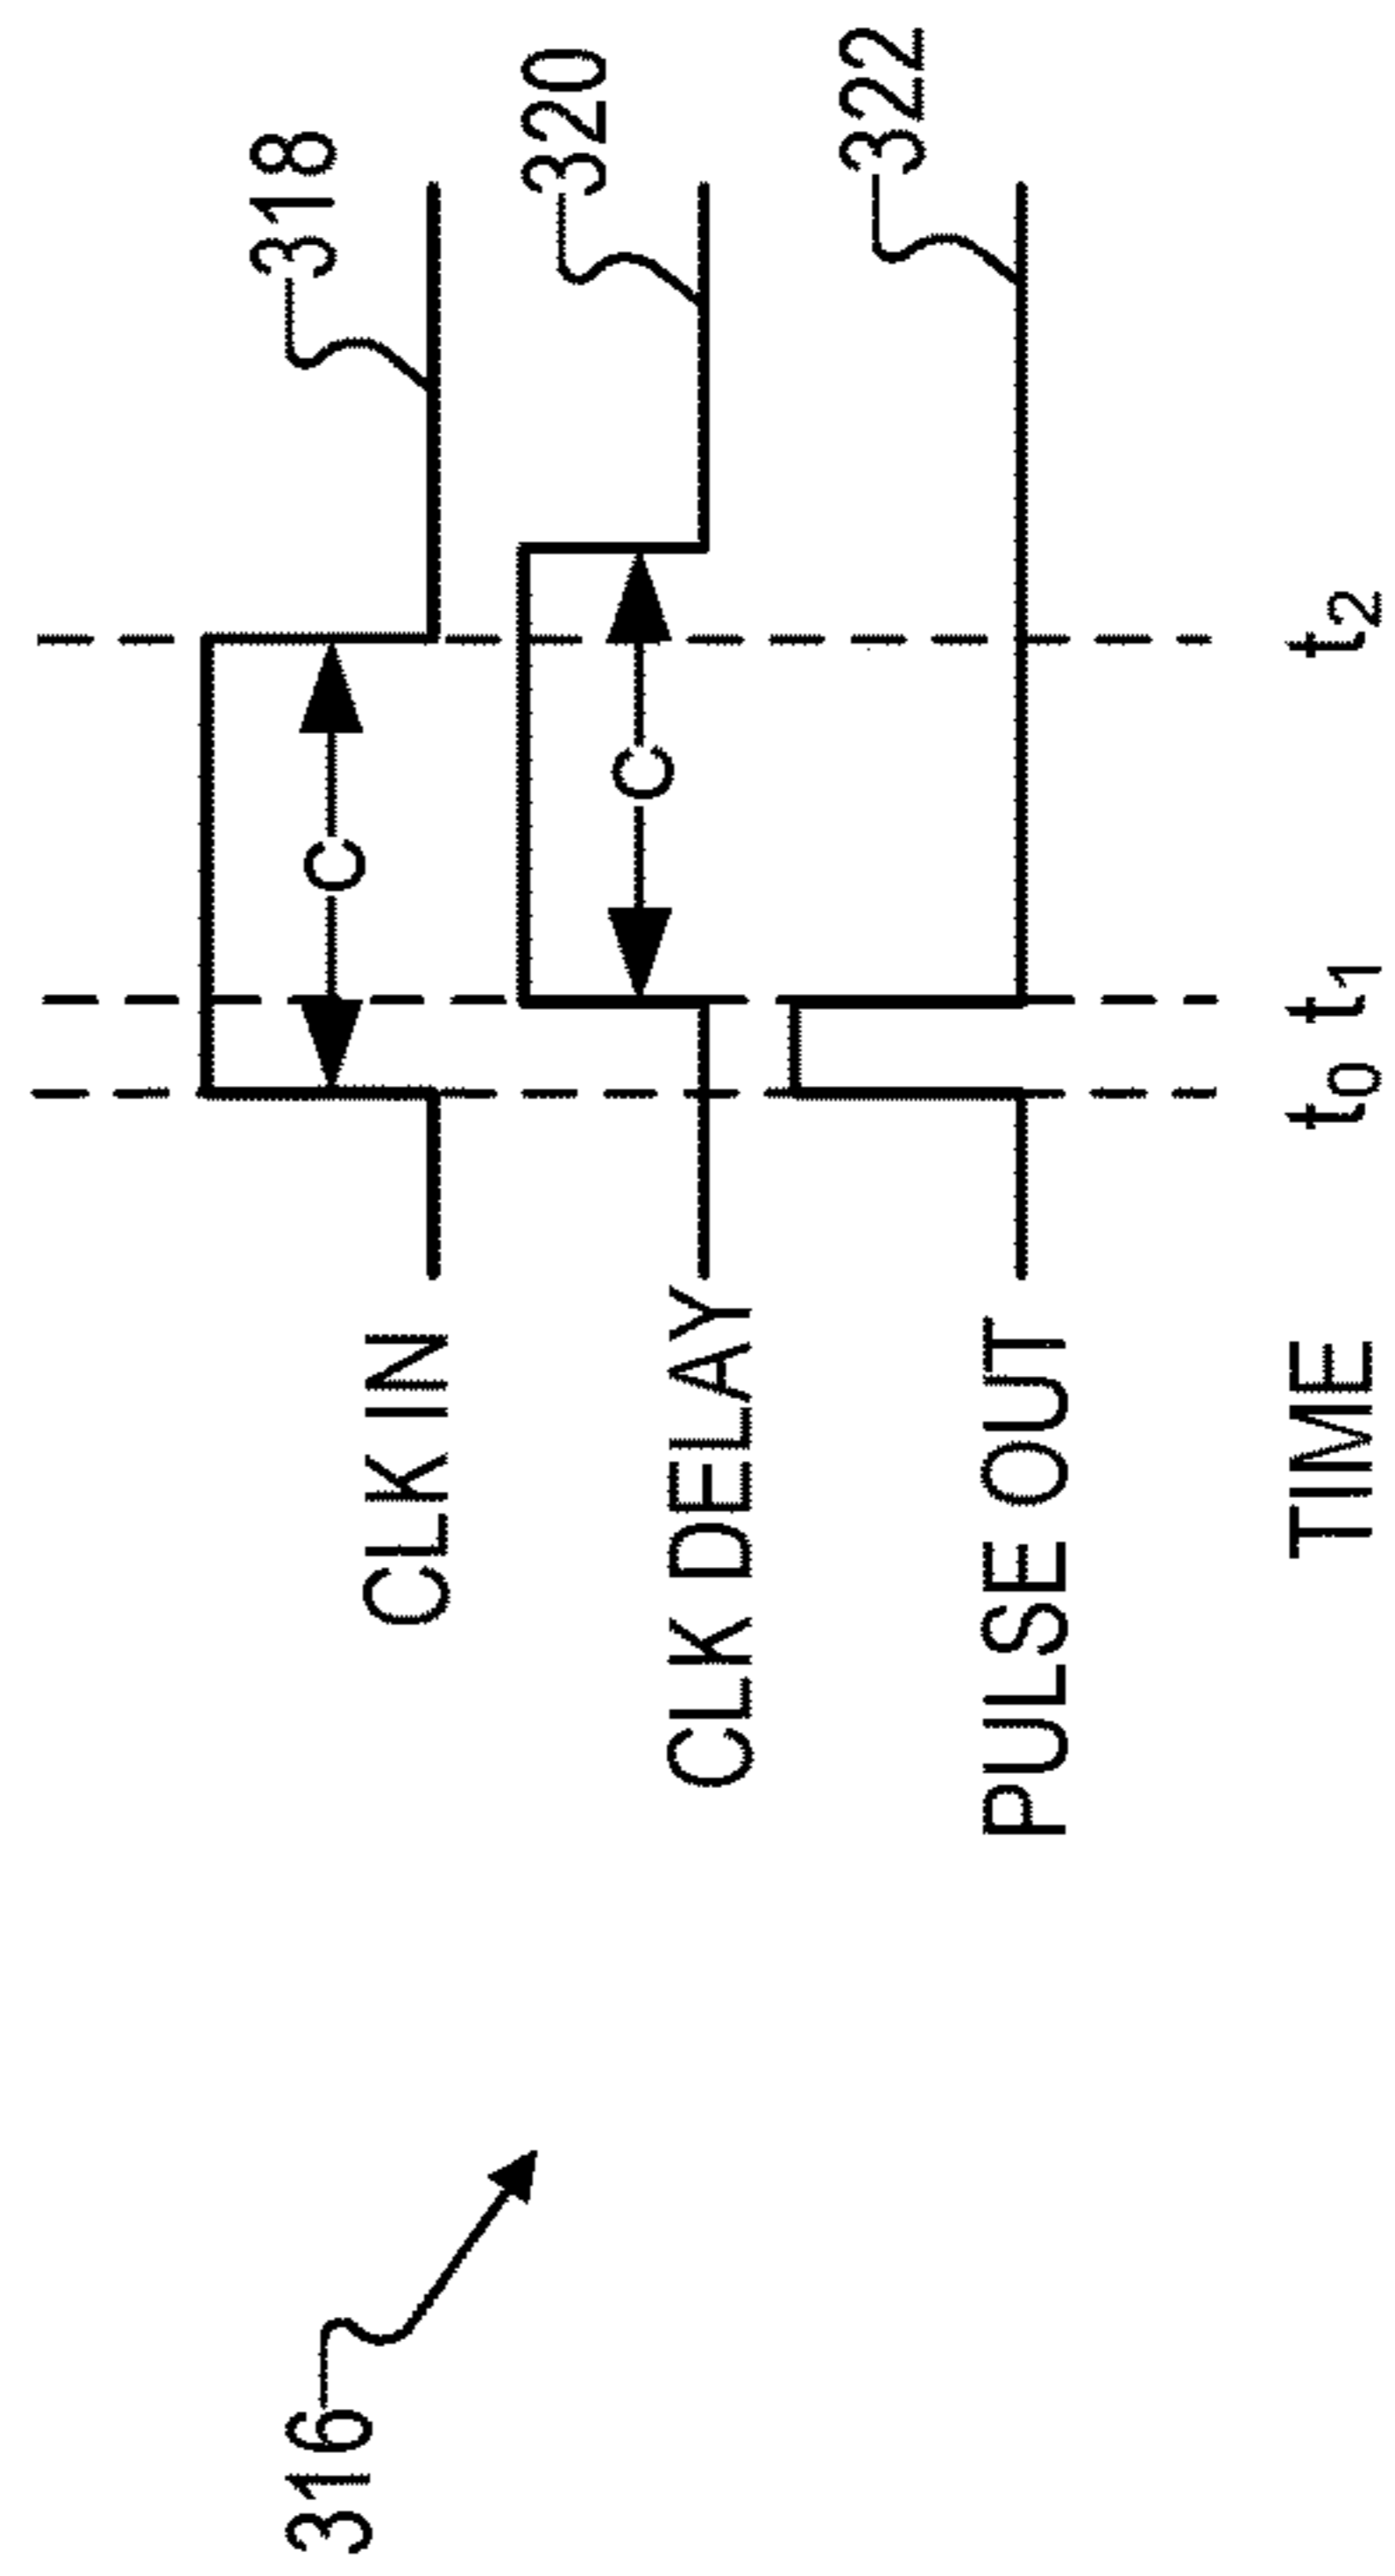 316
318
C
CLK IN
320
C
CLK DELAY
322
PULSE OUT
TIME t0 t1 t2